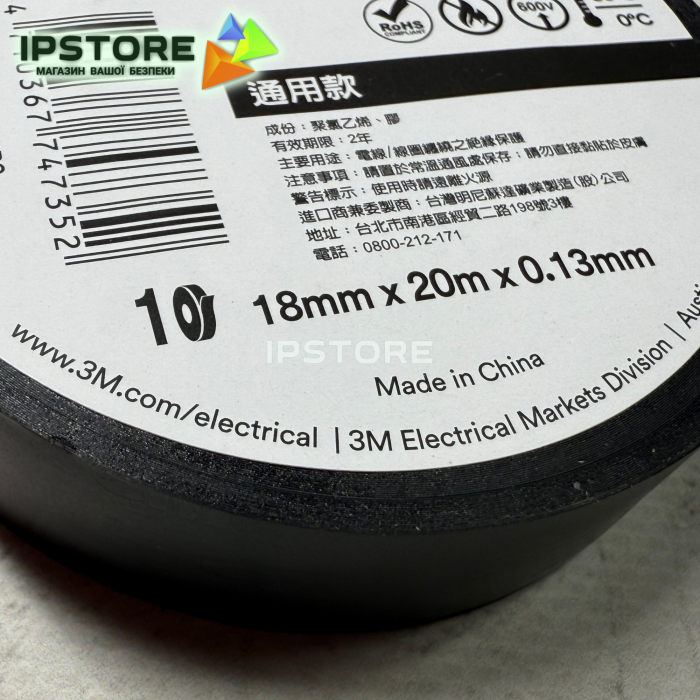 IPSTORE
МАГАЗИН ВАШОЇ БЕЗПЕКИ
RoHS
COMPLIANT
600V
0°C
通用款
成份：聚氯乙烯、膠
有效期限：2年
主要用途：電線/線圈纏繞之絕緣保護
注意事項：請置於常溫通風處保存；請勿直接黏貼於皮膚
警告標示：使用時請遠離火源
進口商兼委製商：台灣明尼蘇達礦業製造(股)公司
地址：台北市南港區經貿二路198號3樓
電話：0800-212-171
10
18mm x 20m x 0.13mm
IPSTORE
Made in China
www.3M.com/electrical | 3M Electrical Markets Division |